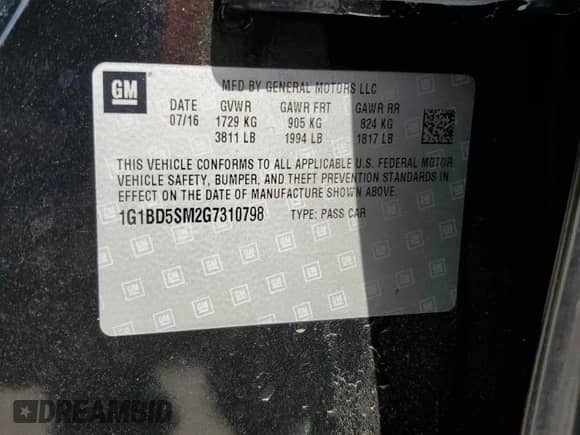 GM
MFD BY GENERAL MOTORS LLC
DATE GVWR GAWR FRT GAWR RR
07/16 1729 KG 905 KG 824 KG
3811 LB 1994 LB 1817 LB
THIS VEHICLE CONFORMS TO ALL APPLICABLE U.S. FEDERAL MOTOR
VEHICLE SAFETY, BUMPER, AND THEFT PREVENTION STANDARDS IN
EFFECT ON THE DATE OF MANUFACTURE SHOWN ABOVE.
1G1BD5SM2G7310798 TYPE: PASS CAR
DREAMBID